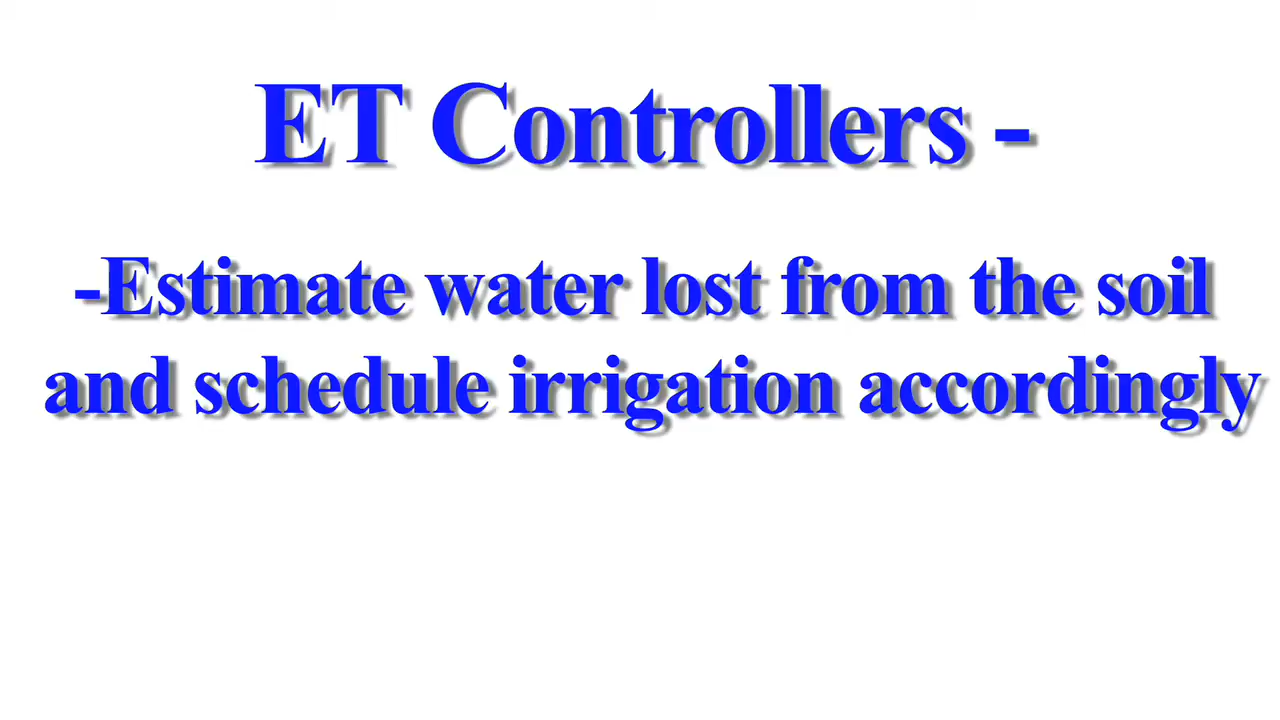 ET Controllers -
-Estimate water lost from the soil
and schedule irrigation accordingly